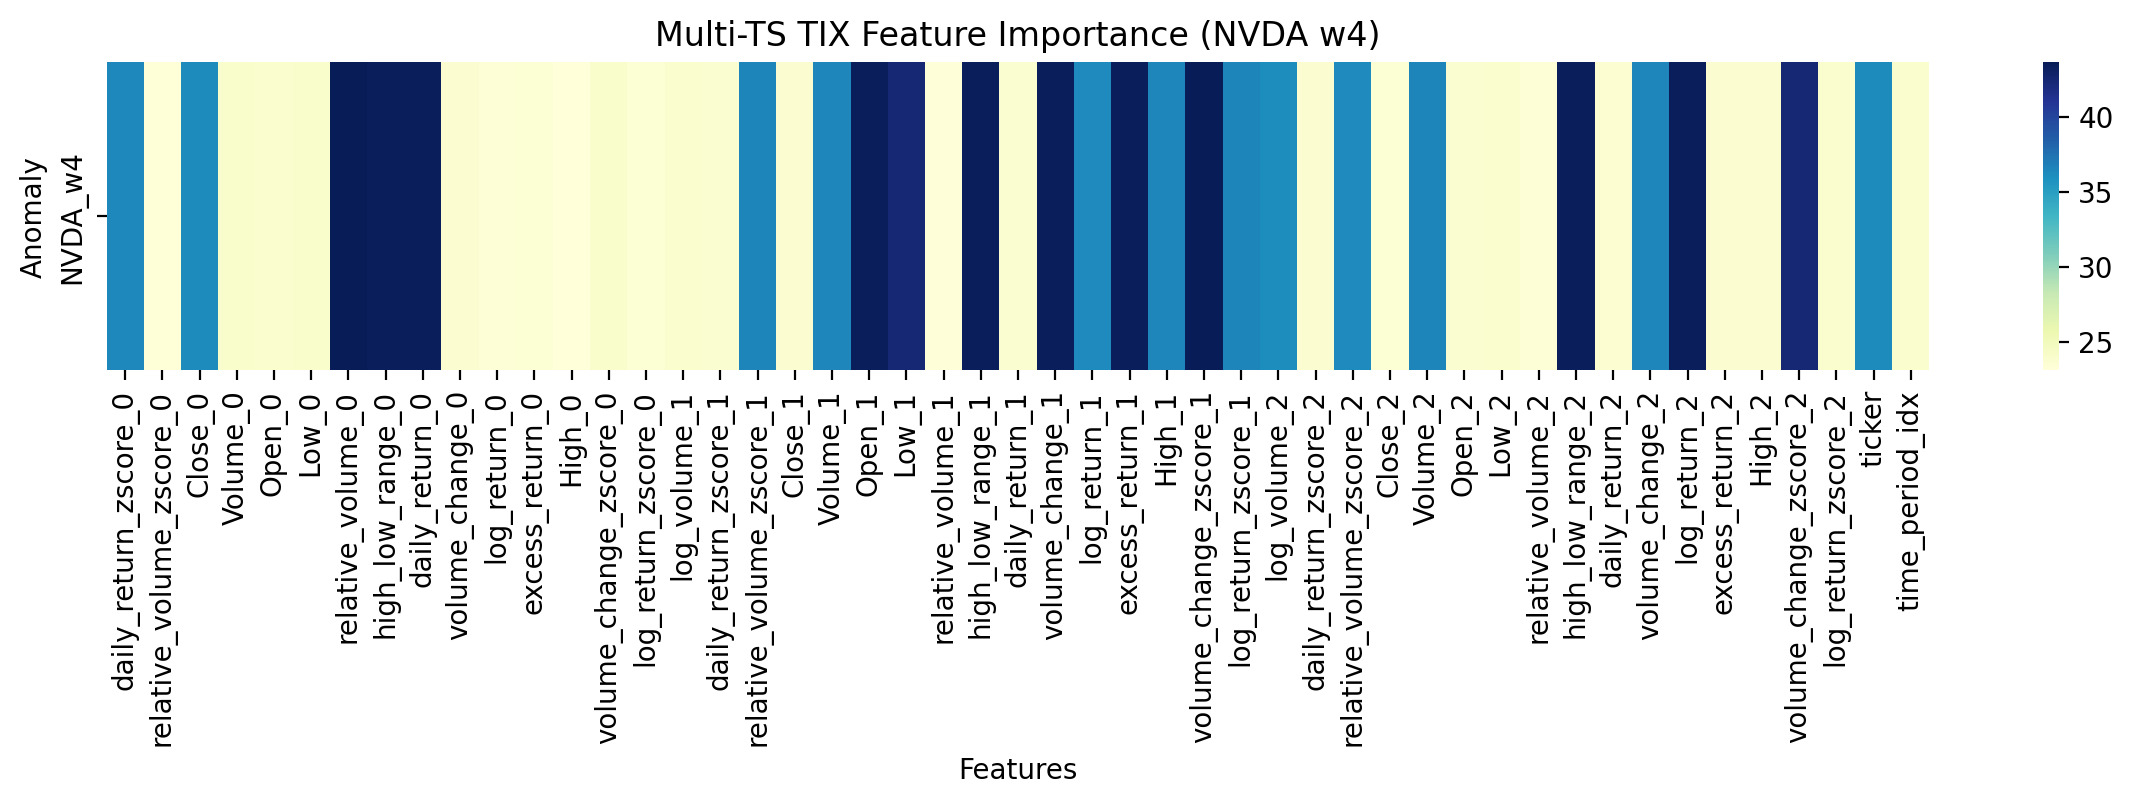 Multi-TS TIX Feature Importance (NVDA w4)
Anomaly
NVDA_w4
40
35
30
25
daily_return_zscore_0
relative_volume_zscore_0
Close_0
Volume_0
Open_0
Low_0
relative_volume_0
high_low_range_0
daily_return_0
volume_change_0
log_return_0
excess_return_0
High_0
volume_change_zscore_0
log_return_zscore_0
log_volume_1
daily_return_zscore_1
relative_volume_zscore_1
Close_1
Volume_1
Open_1
Low_1
relative_volume_1
high_low_range_1
daily_return_1
volume_change_1
log_return_1
excess_return_1
High_1
volume_change_zscore_1
log_return_zscore_1
log_volume_2
daily_return_zscore_2
relative_volume_zscore_2
Close_2
Volume_2
Open_2
Low_2
relative_volume_2
high_low_range_2
daily_return_2
volume_change_2
log_return_2
excess_return_2
High_2
volume_change_zscore_2
log_return_zscore_2
ticker
time_period_idx
Features